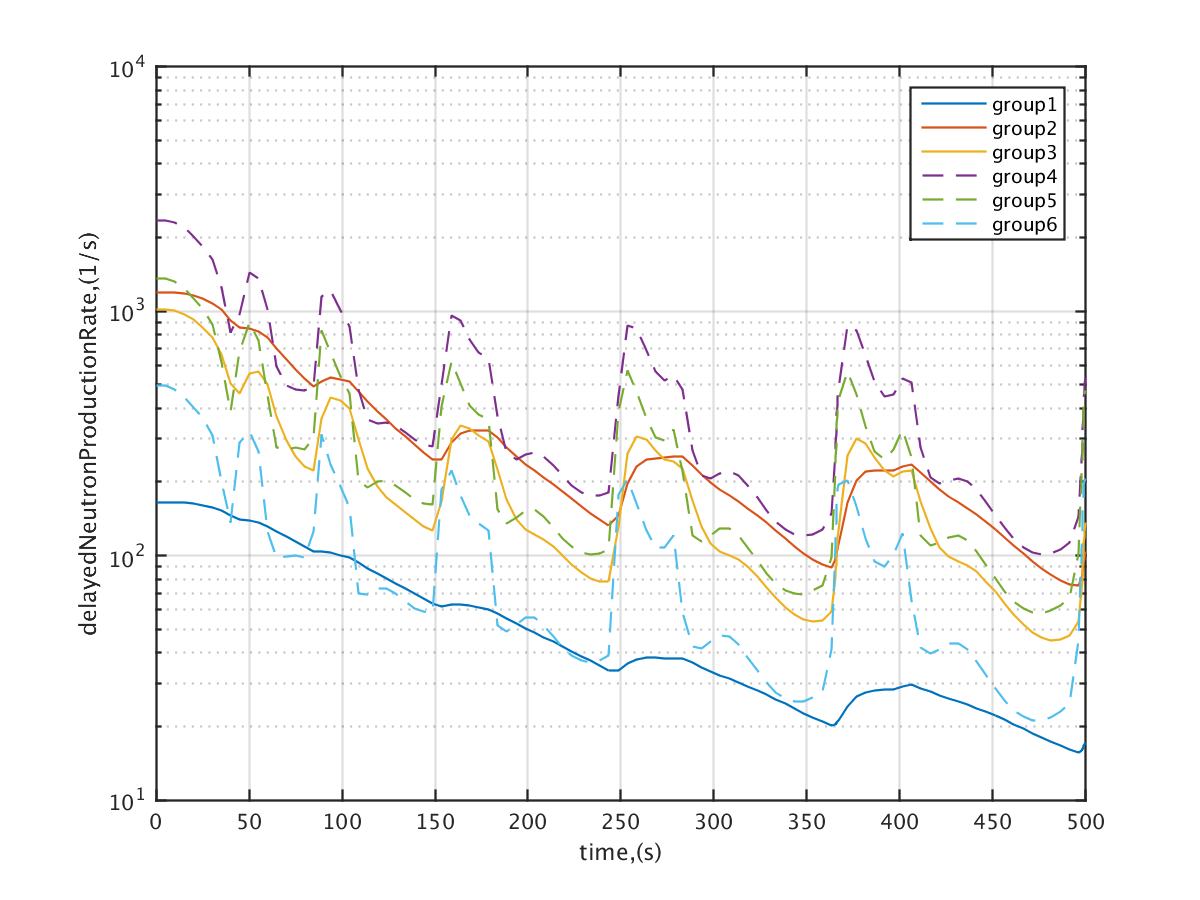 10^4
10^3
10^2
10^1
delayedNeutronProductionRate,(1/s)
group1
group2
group3
group4
group5
group6
0 50 100 150 200 250 300 350 400 450 500
time,(s)